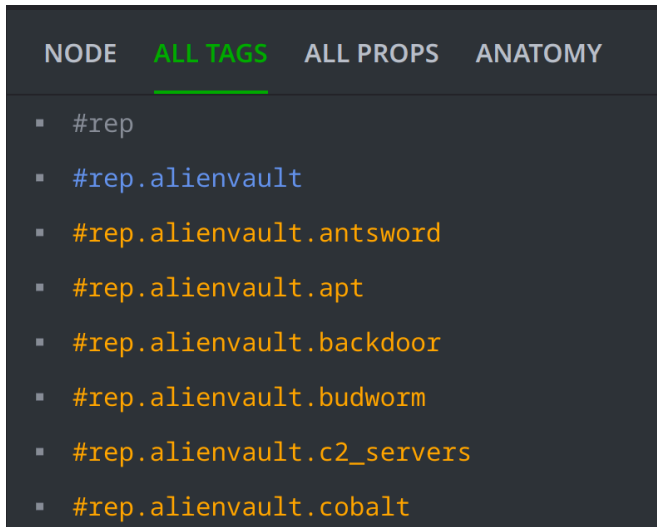 NODE ALL TAGS ALL PROPS ANATOMY
#rep
#rep.alienvault
#rep.alienvault.antsword
#rep.alienvault.apt
#rep.alienvault.backdoor
#rep.alienvault.budworm
#rep.alienvault.c2_servers
#rep.alienvault.cobalt